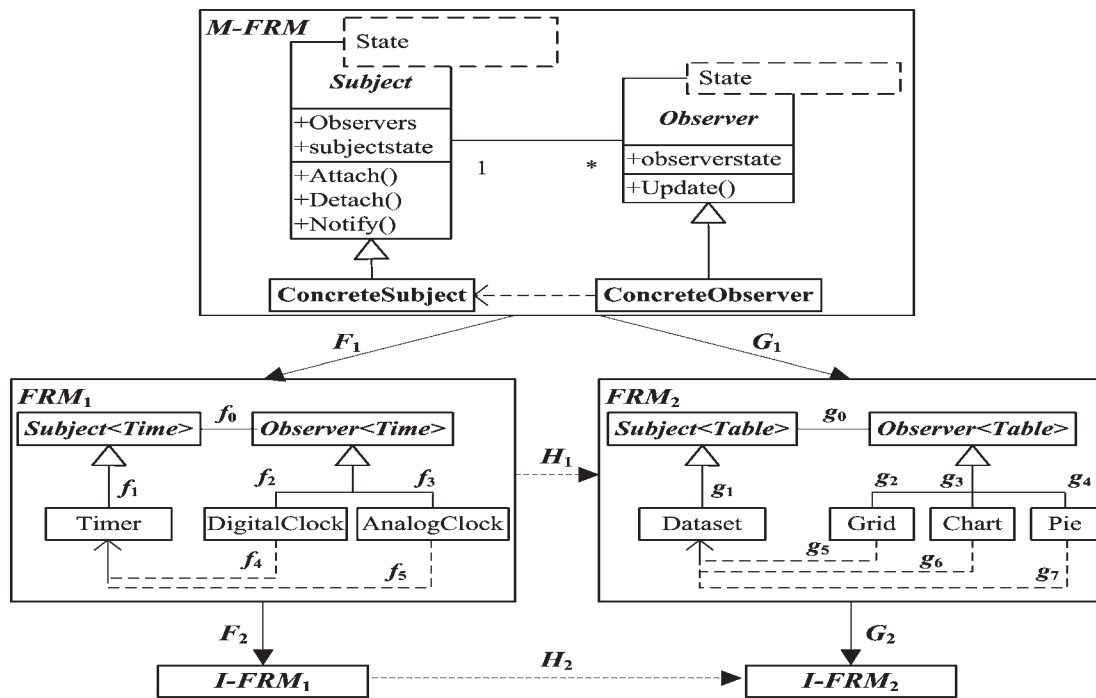 M-FRM
State
Subject
+Observers
+subjectstate
+Attach()
+Detach()
+Notify()
State
Observer
+observerstate
+Update()
1
*
ConcreteSubject
ConcreteObserver
F1
G1
FRM1
Subject<Time>
f0
Observer<Time>
f1
f2
f3
Timer
DigitalClock
AnalogClock
f4
f5
H1
FRM2
Subject<Table>
g0
Observer<Table>
g1
g2
g3
g4
Dataset
Grid
Chart
Pie
g5
g6
g7
F2
G2
I-FRM1
H2
I-FRM2